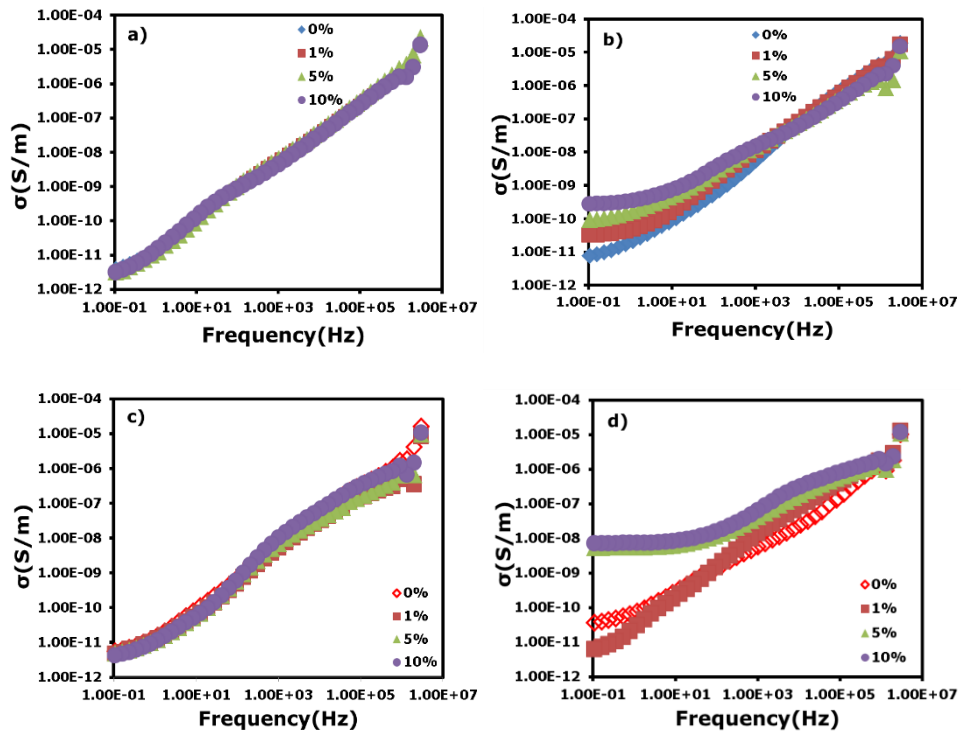 a)
0%
1%
5%
10%
1.00E-04
1.00E-05
1.00E-06
1.00E-07
1.00E-08
1.00E-09
1.00E-10
1.00E-11
1.00E-12
σ(S/m)
1.00E-01 1.00E+01 1.00E+03 1.00E+05 1.00E+07
Frequency(Hz)
b)
0%
1%
5%
10%
1.00E-04
1.00E-05
1.00E-06
1.00E-07
1.00E-08
1.00E-09
1.00E-10
1.00E-11
1.00E-12
σ(S/m)
1.00E-01 1.00E+01 1.00E+03 1.00E+05 1.00E+07
Frequency(Hz)
c)
1.00E-04
1.00E-05
1.00E-06
1.00E-07
1.00E-08
1.00E-09
1.00E-10
1.00E-11
1.00E-12
σ(S/m)
0%
1%
5%
10%
1.00E-01 1.00E+01 1.00E+03 1.00E+05 1.00E+07
Frequency(Hz)
d)
1.00E-04
1.00E-05
1.00E-06
1.00E-07
1.00E-08
1.00E-09
1.00E-10
1.00E-11
1.00E-12
σ(S/m)
0%
1%
5%
10%
1.00E-01 1.00E+01 1.00E+03 1.00E+05 1.00E+07
Frequency(Hz)